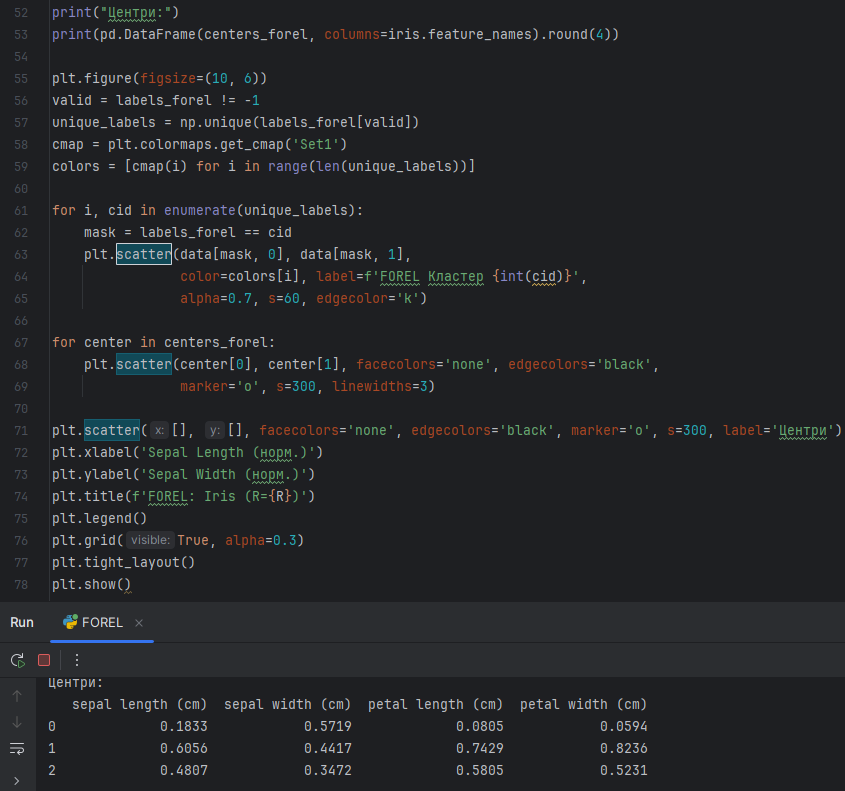 52 print("Центри:")
53 print(pd.DataFrame(centers_forel, columns=iris.feature_names).round(4))
54
55 plt.figure(figsize=(10, 6))
56 valid = labels_forel != -1
57 unique_labels = np.unique(labels_forel[valid])
58 cmap = plt.colormaps.get_cmap('Set1')
59 colors = [cmap(i) for i in range(len(unique_labels))]
60
61 for i, cid in enumerate(unique_labels):
62     mask = labels_forel == cid
63     plt.scatter(data[mask, 0], data[mask, 1],
64                 color=colors[i], label=f'FOREL Кластер {int(cid)}',
65                 alpha=0.7, s=60, edgecolor='k')
66
67 for center in centers_forel:
68     plt.scatter(center[0], center[1], facecolors='none', edgecolors='black',
69                 marker='o', s=300, linewidths=3)
70
71 plt.scatter( x: [], y: [], facecolors='none', edgecolors='black', marker='o', s=300, label='Центри')
72 plt.xlabel('Sepal Length (норм.)')
73 plt.ylabel('Sepal Width (норм.)')
74 plt.title(f'FOREL: Iris (R={R})')
75 plt.legend()
76 plt.grid( visible: True, alpha=0.3)
77 plt.tight_layout()
78 plt.show()
Run FOREL
Центри:
sepal length (cm) sepal width (cm) petal length (cm) petal width (cm)
0 0.1833 0.5719 0.0805 0.0594
1 0.6056 0.4417 0.7429 0.8236
2 0.4807 0.3472 0.5805 0.5231